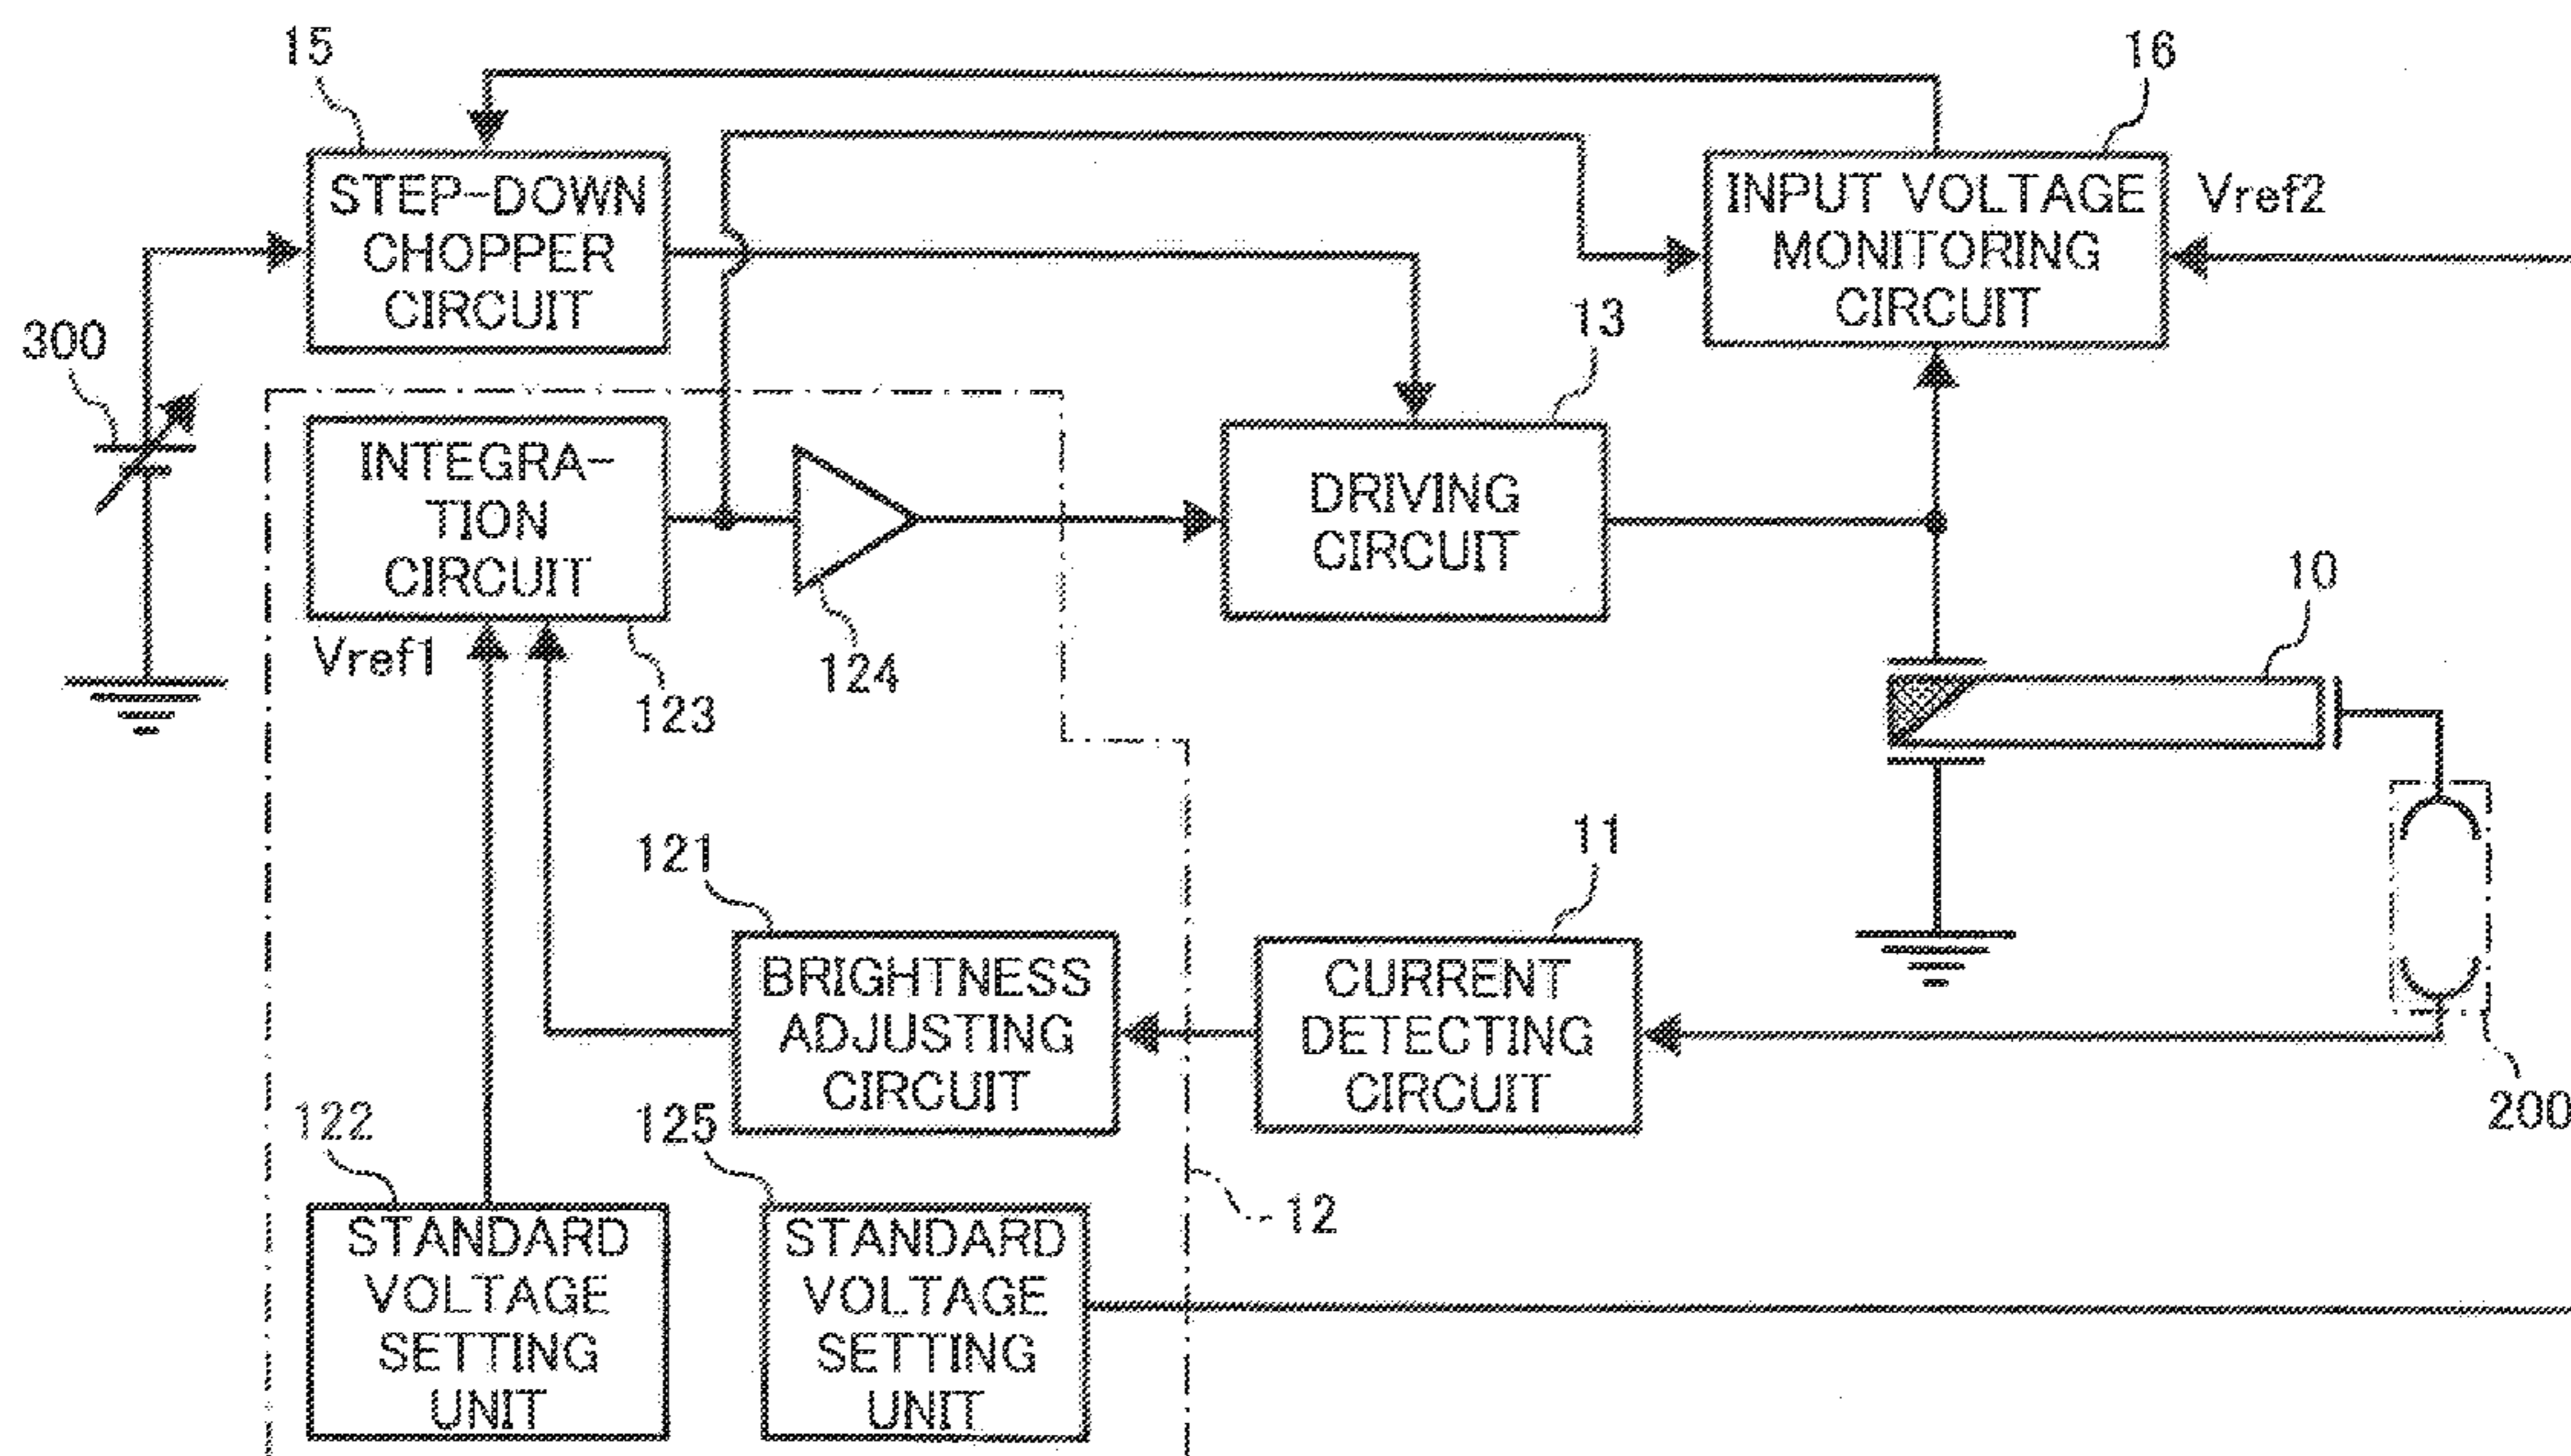 15
16
STEP-DOWN
CHOPPER
CIRCUIT
INPUT VOLTAGE
MONITORING
CIRCUIT
Vref2
300
13
INTEGRA-
TION
CIRCUIT
DRIVING
CIRCUIT
10
Vref1
123
124
121
11
BRIGHTNESS
ADJUSTING
CIRCUIT
CURRENT
DETECTING
CIRCUIT
200
122
125
12
STANDARD
VOLTAGE
SETTING
UNIT
STANDARD
VOLTAGE
SETTING
UNIT